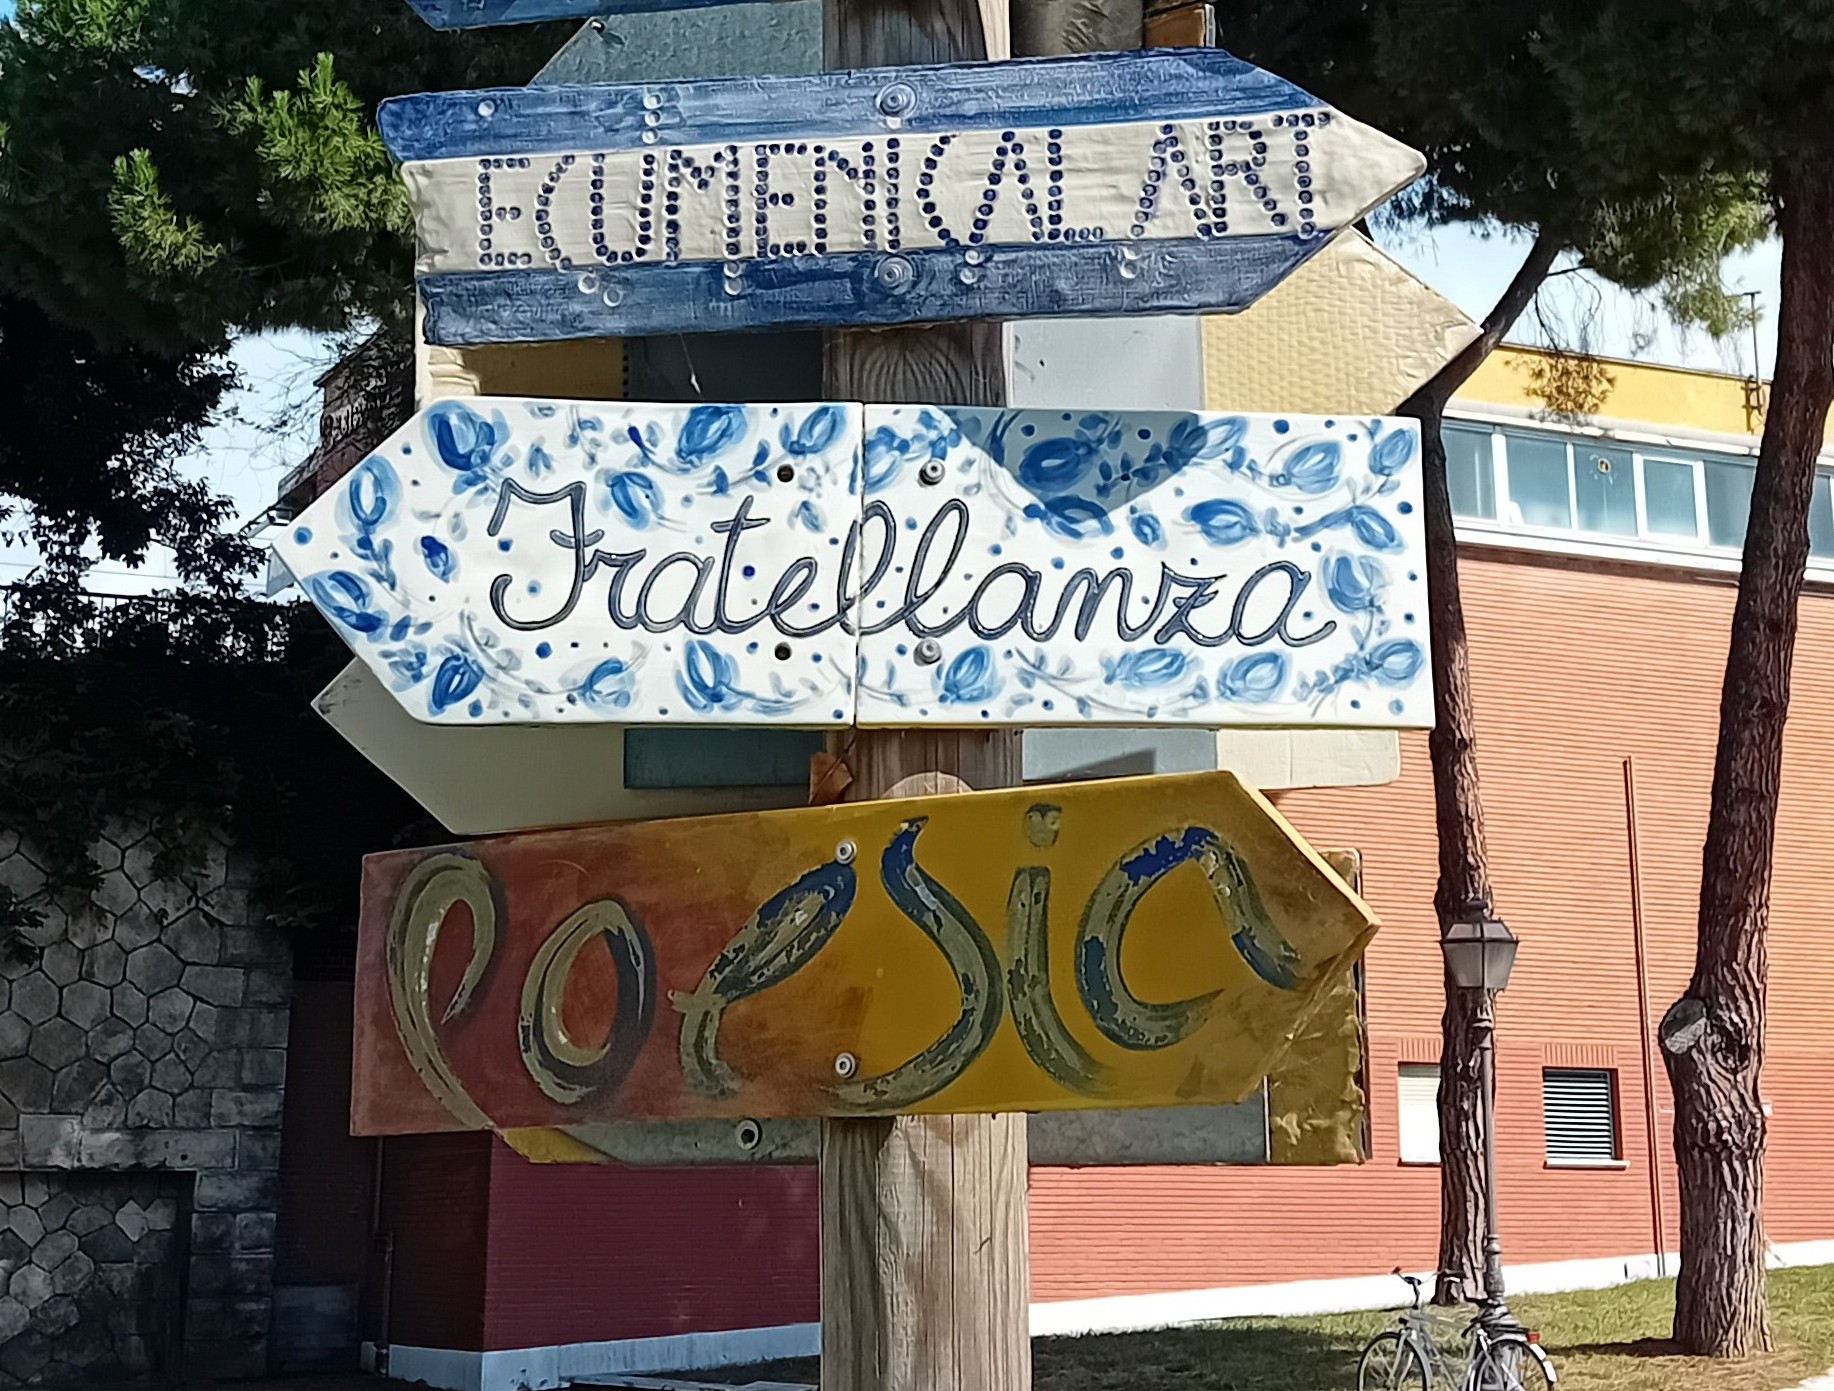 ECUMENICAL ART
Fratellanza
Poesia